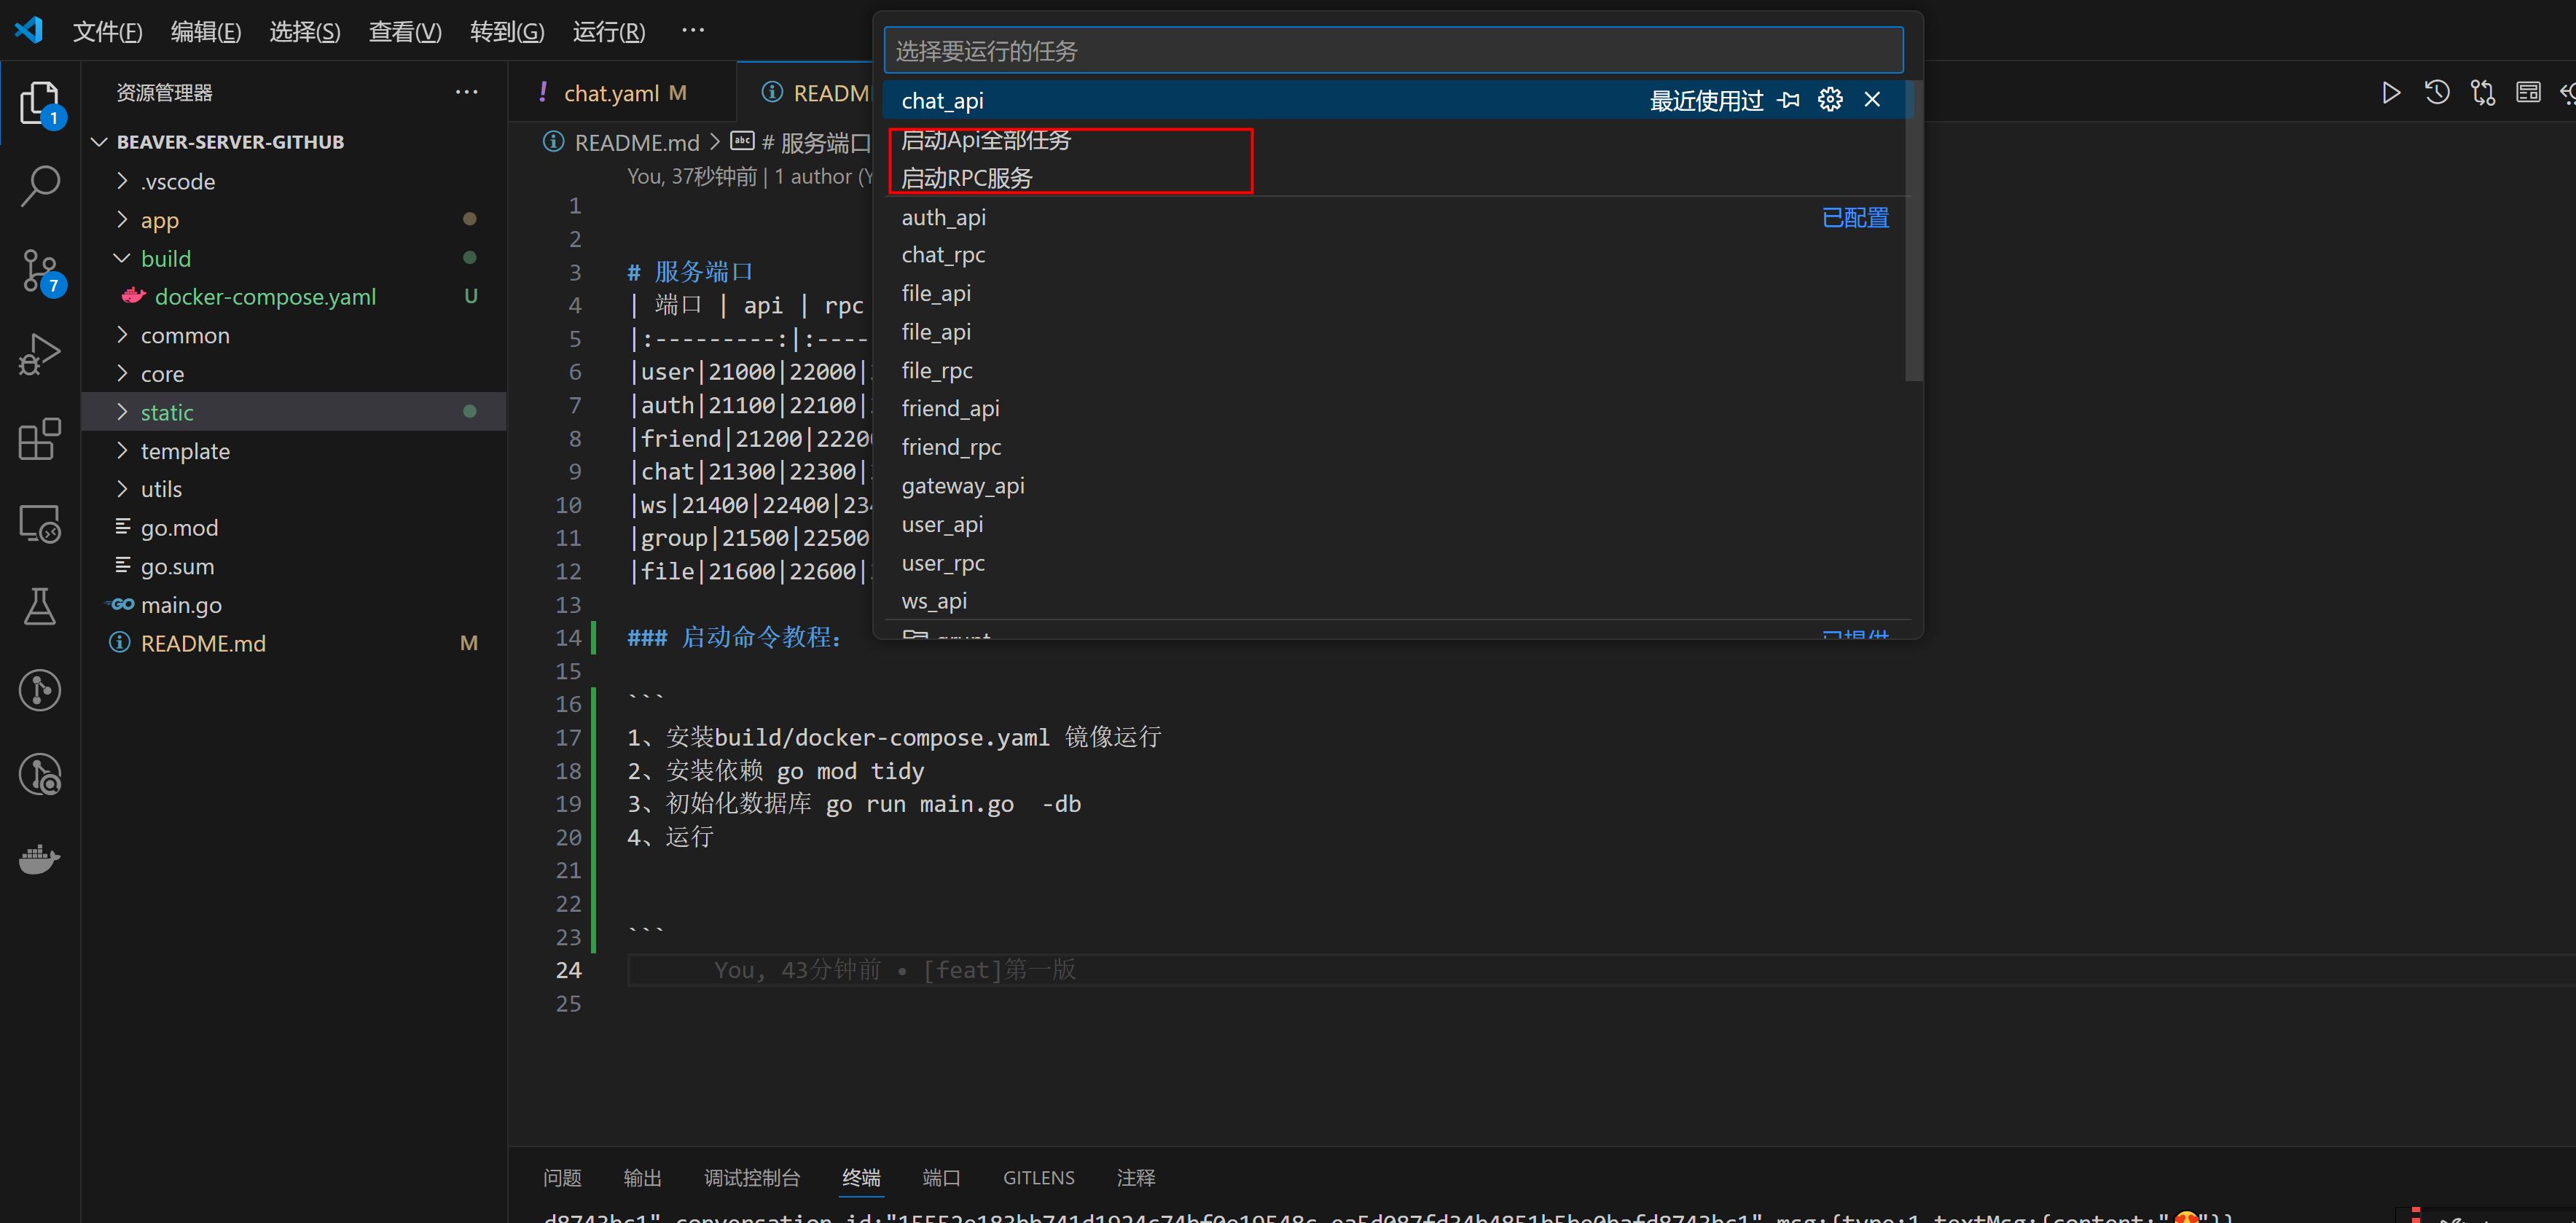 文件(F) 编辑(E) 选择(S) 查看(V) 转到(G) 运行(R) ···
选择要运行的任务
chat_api 最近使用过
启动Api全部任务
启动RPC服务
auth_api 已配置
chat_rpc
file_api
file_api
file_rpc
friend_api
friend_rpc
gateway_api
user_api
user_rpc
ws_api
grunt 已提供
资源管理器 ···
1
7
BEAVER-SERVER-GITHUB
.vscode
app
build
docker-compose.yaml U
common
core
static
template
utils
go.mod
go.sum
GO main.go
README.md M
! chat.yaml M
README.md > abc # 服务端口
You, 37秒钟前 | 1 author
1
2
3 # 服务端口
4 | 端口 | api | rpc
5 |:---------:|:----
6 |user|21000|22000|
7 |auth|21100|22100|
8 |friend|21200|2220
9 |chat|21300|22300|
10 |ws|21400|22400|23
11 |group|21500|22500
12 |file|21600|22600|
13
14 ### 启动命令教程：
15
16 ```
17 1、安装build/docker-compose.yaml 镜像运行
18 2、安装依赖 go mod tidy
19 3、初始化数据库 go run main.go  -db
20 4、运行
21
22
23 ```
24 You, 43分钟前 • [feat]第一版
25
问题 输出 调试控制台 终端 端口 GITLENS 注释